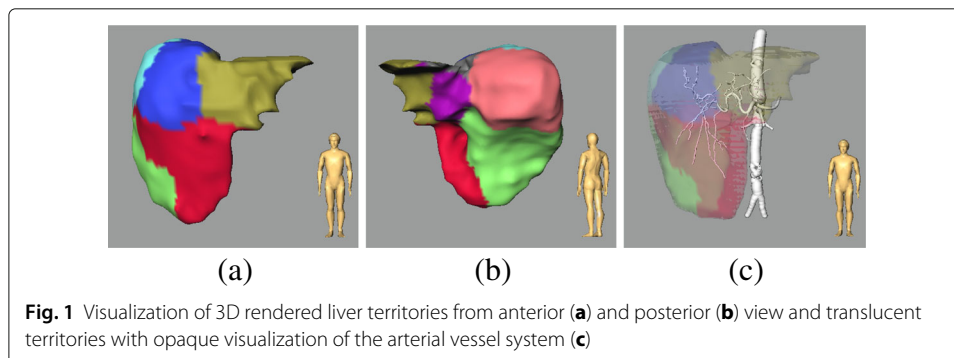 (a)
(b)
(c)
Fig. 1 Visualization of 3D rendered liver territories from anterior (a) and posterior (b) view and translucent
territories with opaque visualization of the arterial vessel system (c)